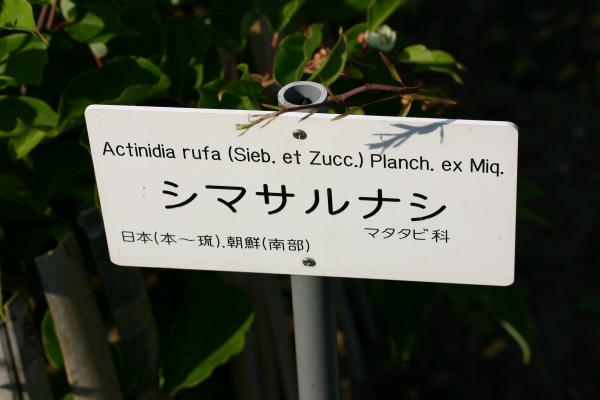 Actinidia rufa (Sieb. et Zucc.) Planch. ex Miq.
シマサルナシ
マタタビ科
日本(本～琉).朝鮮(南部)